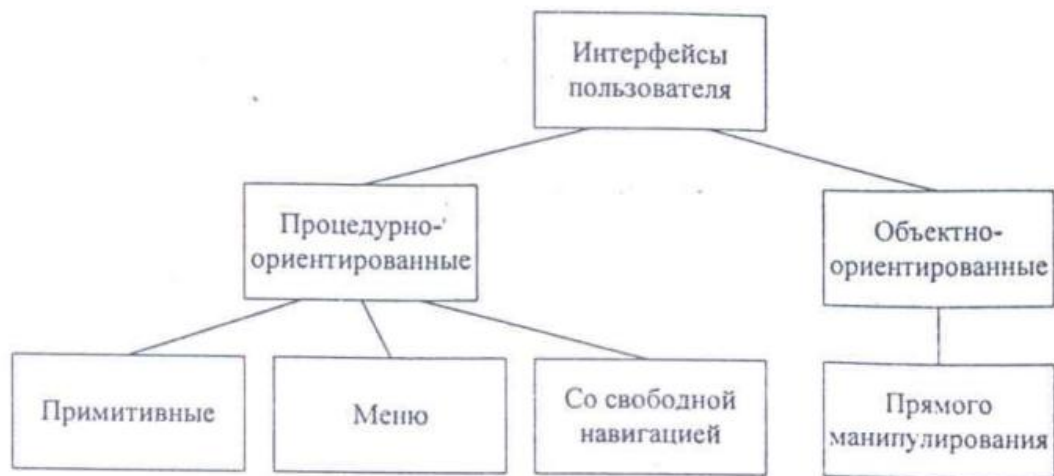 Интерфейсы
пользователя
Процедурно-
ориентированные
Объектно-
ориентированные
Примитивные
Меню
Со свободной
навигацией
Прямого
манипулирования